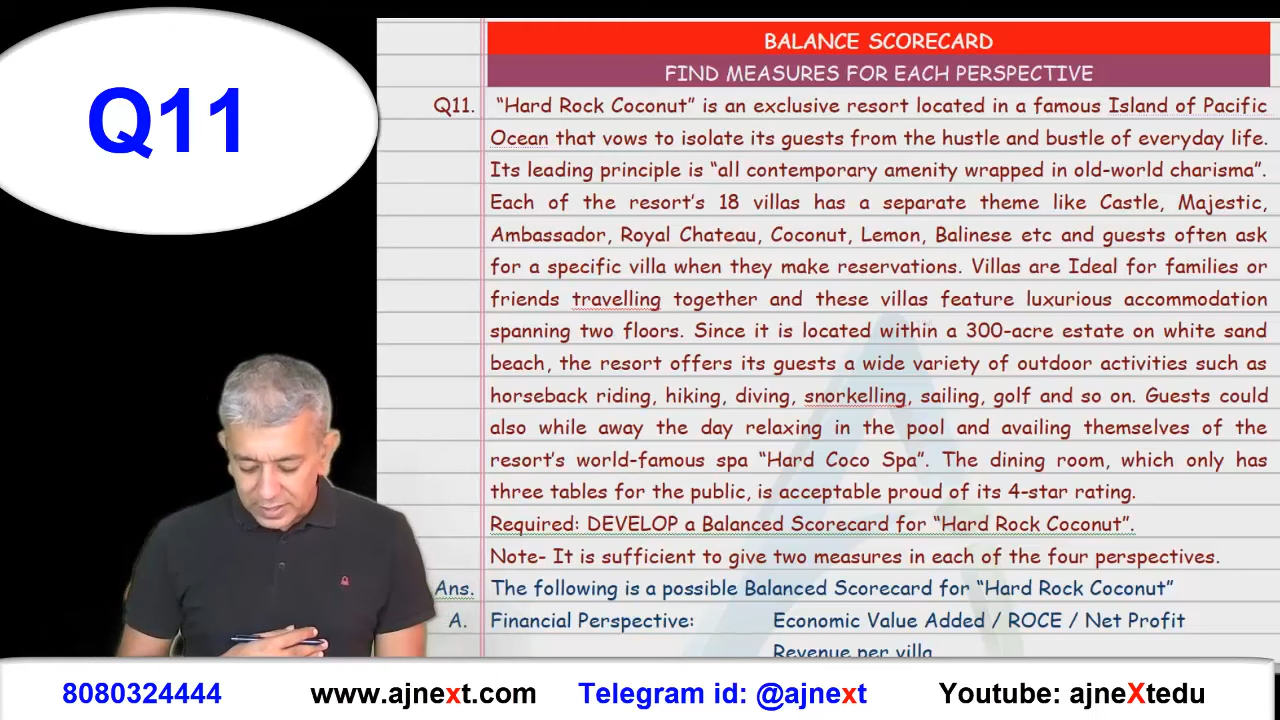 Q11
BALANCE SCORECARD
FIND MEASURES FOR EACH PERSPECTIVE
Q11. “Hard Rock Coconut” is an exclusive resort located in a famous Island of Pacific
Ocean that vows to isolate its guests from the hustle and bustle of everyday life.
Its leading principle is “all contemporary amenity wrapped in old-world charisma”.
Each of the resort’s 18 villas has a separate theme like Castle, Majestic,
Ambassador, Royal Chateau, Coconut, Lemon, Balinese etc and guests often ask
for a specific villa when they make reservations. Villas are Ideal for families or
friends travelling together and these villas feature luxurious accommodation
spanning two floors. Since it is located within a 300-acre estate on white sand
beach, the resort offers its guests a wide variety of outdoor activities such as
horseback riding, hiking, diving, snorkelling, sailing, golf and so on. Guests could
also while away the day relaxing in the pool and availing themselves of the
resort’s world-famous spa “Hard Coco Spa”. The dining room, which only has
three tables for the public, is acceptable proud of its 4-star rating.
Required: DEVELOP a Balanced Scorecard for “Hard Rock Coconut”.
Note- It is sufficient to give two measures in each of the four perspectives.
Ans. The following is a possible Balanced Scorecard for “Hard Rock Coconut”
A. Financial Perspective: Economic Value Added / ROCE / Net Profit
Revenue per villa
8080324444 www.ajnext.com Telegram id: @ajnext Youtube: ajneXtedu